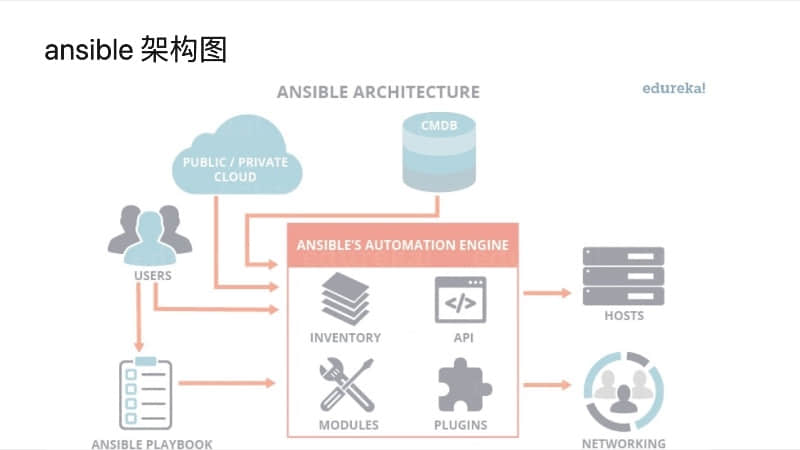 ansible 架构图
ANSIBLE ARCHITECTURE
edureka!
CMDB
PUBLIC / PRIVATE
CLOUD
ANSIBLE'S AUTOMATION ENGINE
USERS
INVENTORY
API
HOSTS
MODULES
PLUGINS
ANSIBLE PLAYBOOK
NETWORKING